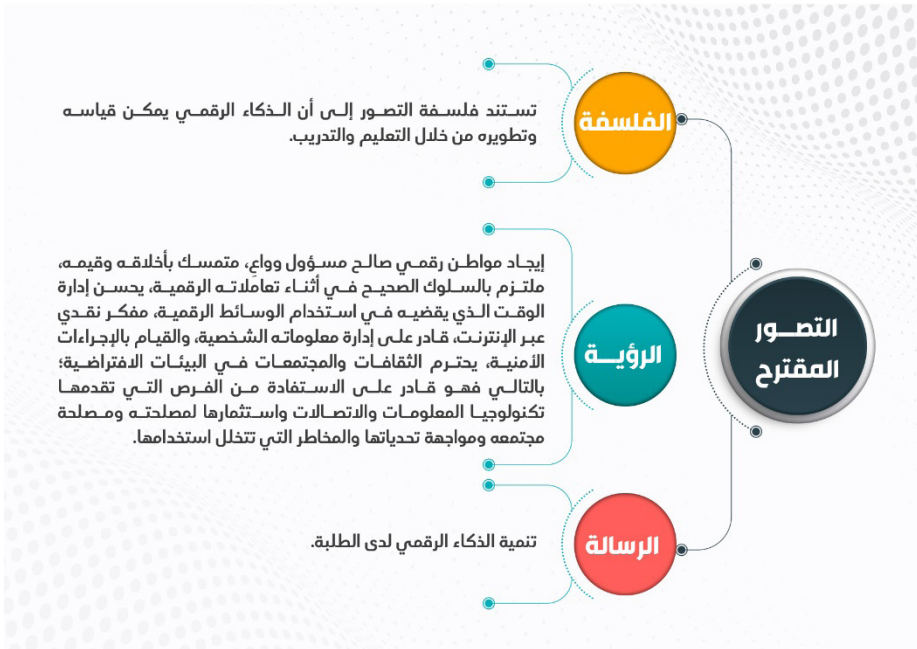 التصور
المقترح
الفلسفة
تستند فلسفة التصور إلى أن الذكاء الرقمي يمكن قياسه
وتطويره من خلال التعليم والتدريب.
الرؤية
إيجاد مواطن رقمي صالح مسؤول وواعٍ، متمسك بأخلاقه وقيمه،
ملتزم بالسلوك الصحيح في أثناء تعاملاته الرقمية، يحسن إدارة
الوقت الذي يقضيه في استخدام الوسائط الرقمية، مفكر نقدي
عبر الإنترنت، قادر على إدارة معلوماته الشخصية، والقيام بالإجراءات
الأمنية، يحترم الثقافات والمجتمعات في البيئات الافتراضية؛
بالتالي فهو قادر على الاستفادة من الفرص التي تقدمها
تكنولوجيا المعلومات والاتصالات واستثمارها لمصلحته ومصلحة
مجتمعه ومواجهة تحدياتها والمخاطر التي تتخلل استخدامها.
الرسالة
تنمية الذكاء الرقمي لدى الطلبة.